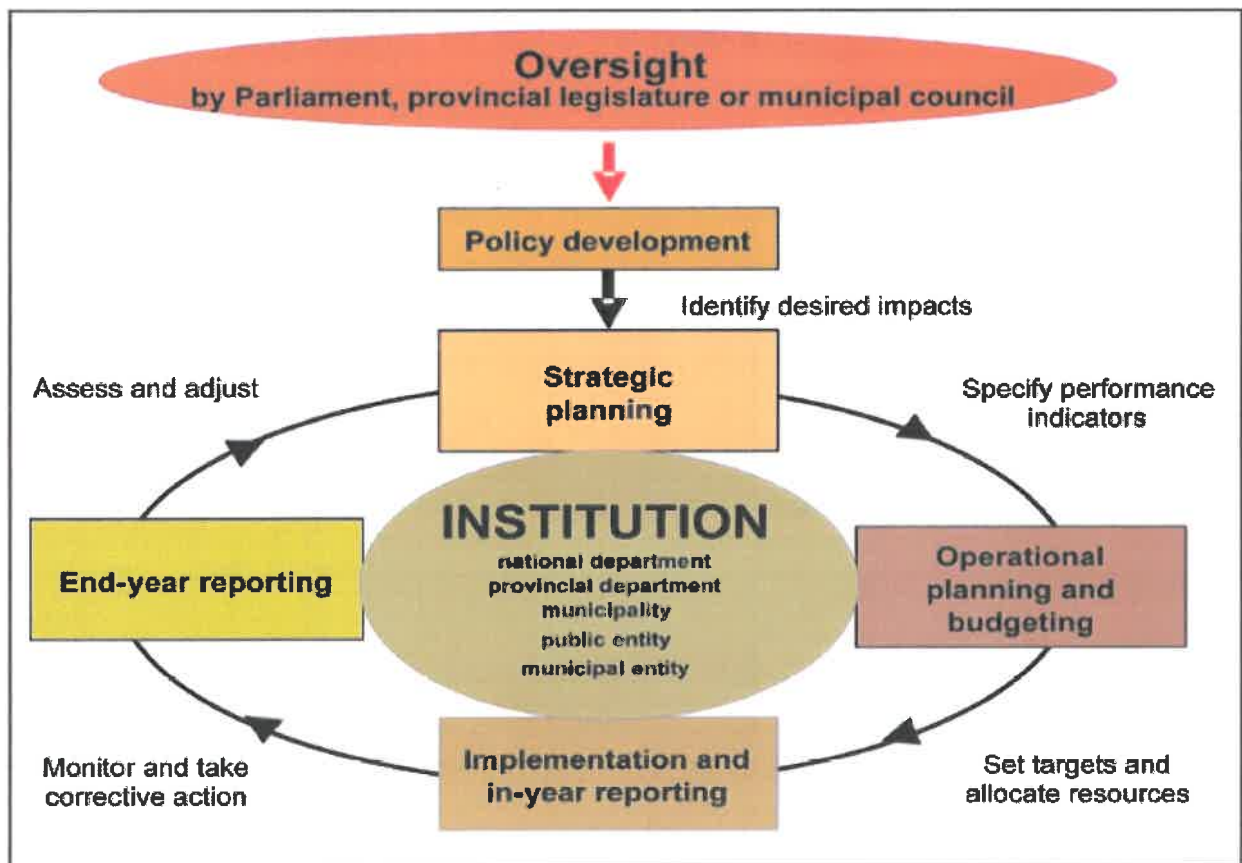 Oversight
by Parliament, provincial legislature or municipal council
Policy development
Identify desired impacts
Strategic
planning
Assess and adjust
Specify performance
indicators
INSTITUTION
national department
provincial department
municipality
public entity
municipal entity
End-year reporting
Operational
planning and
budgeting
Implementation and
in-year reporting
Monitor and take
corrective action
Set targets and
allocate resources